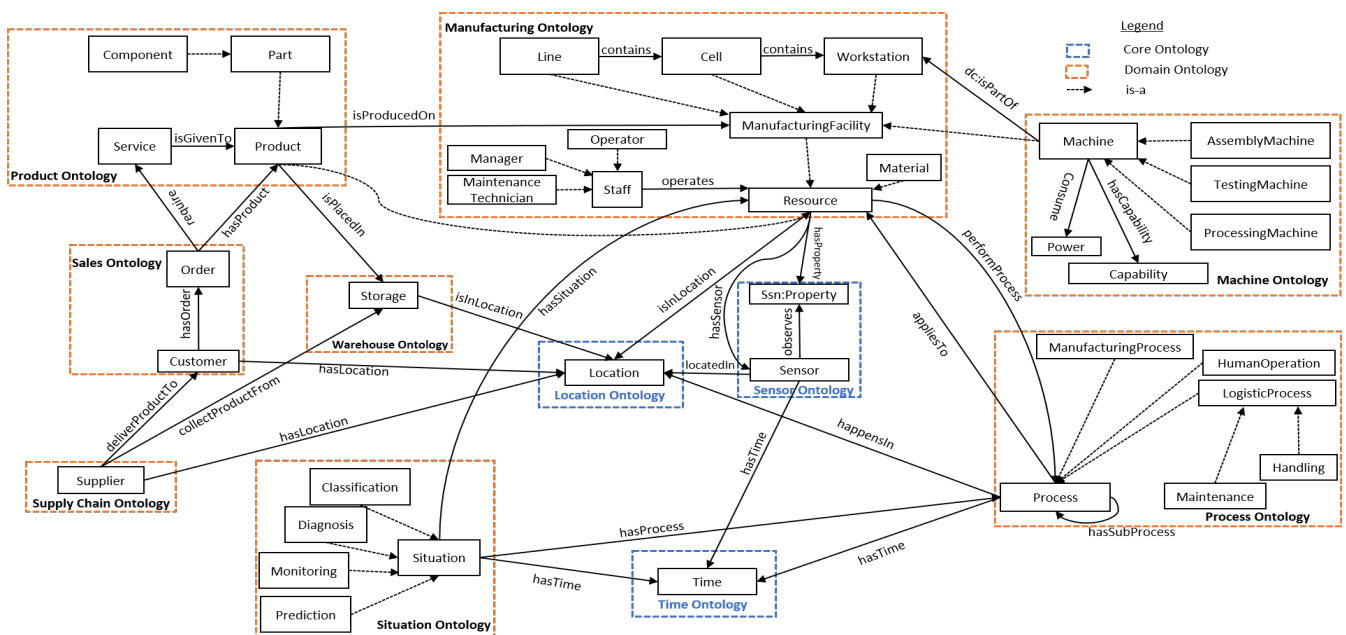 Manufacturing Ontology
Legend
Core Ontology
Domain Ontology
is-a
Component
Part
Service
isGivenTo
Product
Product Ontology
isProducedOn
Line
contains
Cell
contains
Workstation
ManufacturingFacility
Operator
Manager
Maintenance
Technician
Staff
operates
Material
Resource
dc:isPartOf
Machine
AssemblyMachine
TestingMachine
ProcessingMachine
Consume
hasCapability
Power
Capability
Machine Ontology
require
hasProduct
isPlacedIn
Sales Ontology
Order
hasOrder
Customer
Storage
Warehouse Ontology
isInLocation
hasSituation
isInLocation
hasSensor
hasProperty
performProcess
appliesTo
Ssn:Property
observes
Sensor
Sensor Ontology
locatedIn
Location
Location Ontology
hasLocation
deliverProductTo
collectProductFrom
hasLocation
Supplier
Supply Chain Ontology
happensIn
hasTime
ManufacturingProcess
HumanOperation
LogisticProcess
Handling
Maintenance
Process
Process Ontology
hasSubProcess
Classification
Diagnosis
Monitoring
Prediction
Situation
Situation Ontology
hasProcess
hasTime
hasTime
Time
Time Ontology